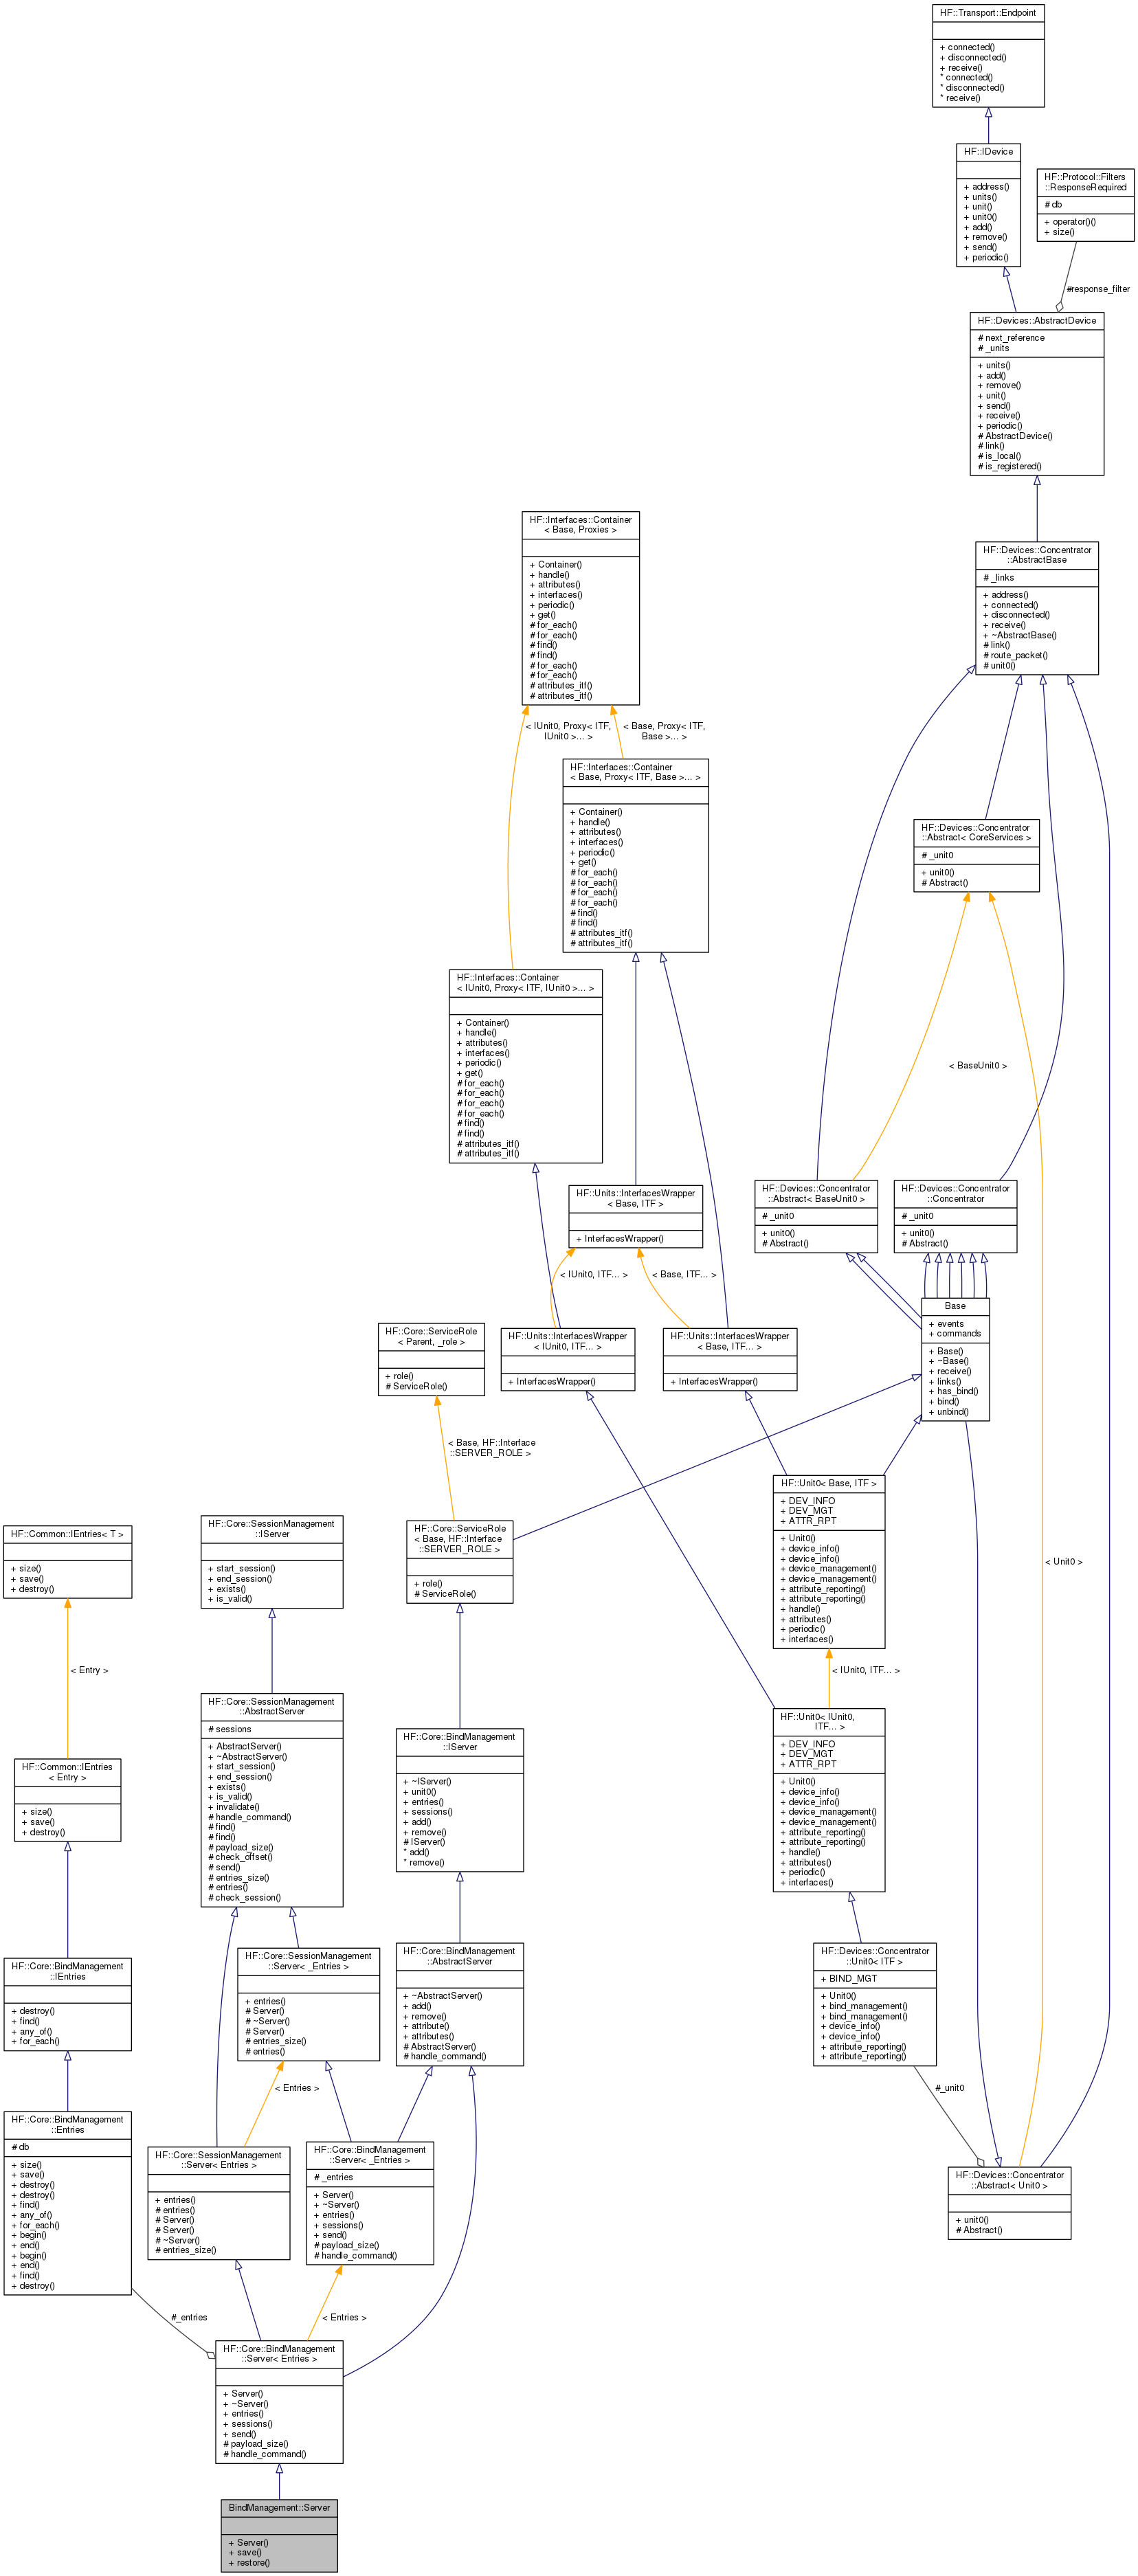 HF::Transport::Endpoint
+ connected()
+ disconnected()
+ receive()
* connected()
* disconnected()
* receive()
HF::IDevice
+ address()
+ units()
+ unit()
+ unit0()
+ add()
+ remove()
+ send()
+ periodic()
HF::Protocol::Filters
::ResponseRequired
# db
+ operator()()
+ size()
#response_filter
HF::Devices::AbstractDevice
# next_reference
# _units
+ units()
+ add()
+ remove()
+ unit()
+ send()
+ receive()
+ periodic()
# AbstractDevice()
# link()
# is_local()
# is_registered()
HF::Devices::Concentrator
::AbstractBase
# _links
+ address()
+ connected()
+ disconnected()
+ receive()
+ ~AbstractBase()
# link()
# route_packet()
# unit0()
HF::Interfaces::Container
< Base, Proxies >
+ Container()
+ handle()
+ attributes()
+ interfaces()
+ periodic()
+ get()
# for_each()
# for_each()
# find()
# find()
# for_each()
# for_each()
# attributes_itf()
# attributes_itf()
< IUnit0, Proxy< ITF,
IUnit0 >... >
< Base, Proxy< ITF,
Base >... >
HF::Interfaces::Container
< Base, Proxy< ITF, Base >... >
+ Container()
+ handle()
+ attributes()
+ interfaces()
+ periodic()
+ get()
# for_each()
# for_each()
# for_each()
# for_each()
# find()
# find()
# attributes_itf()
# attributes_itf()
HF::Devices::Concentrator
::Abstract< CoreServices >
# _unit0
+ unit0()
# Abstract()
HF::Interfaces::Container
< IUnit0, Proxy< ITF, IUnit0 >... >
+ Container()
+ handle()
+ attributes()
+ interfaces()
+ periodic()
+ get()
# for_each()
# for_each()
# for_each()
# for_each()
# find()
# find()
# attributes_itf()
# attributes_itf()
< BaseUnit0 >
HF::Units::InterfacesWrapper
< Base, ITF >
+ InterfacesWrapper()
HF::Devices::Concentrator
::Abstract< BaseUnit0 >
# _unit0
+ unit0()
# Abstract()
HF::Devices::Concentrator
::Concentrator
# _unit0
+ unit0()
# Abstract()
< IUnit0, ITF... >
< Base, ITF... >
Base
+ events
+ commands
+ Base()
+ ~Base()
+ receive()
+ links()
+ has_bind()
+ bind()
+ unbind()
HF::Core::ServiceRole
< Parent, _role >
+ role()
# ServiceRole()
HF::Units::InterfacesWrapper
< IUnit0, ITF... >
+ InterfacesWrapper()
HF::Units::InterfacesWrapper
< Base, ITF... >
+ InterfacesWrapper()
< Base, HF::Interface
::SERVER_ROLE >
HF::Unit0< Base, ITF >
+ DEV_INFO
+ DEV_MGT
+ ATTR_RPT
+ Unit0()
+ device_info()
+ device_info()
+ device_management()
+ device_management()
+ attribute_reporting()
+ attribute_reporting()
+ handle()
+ attributes()
+ periodic()
+ interfaces()
HF::Common::IEntries< T >
+ size()
+ save()
+ destroy()
HF::Core::SessionManagement
::IServer
+ start_session()
+ end_session()
+ exists()
+ is_valid()
HF::Core::ServiceRole
< Base, HF::Interface
::SERVER_ROLE >
+ role()
# ServiceRole()
< Unit0 >
< Entry >
< IUnit0, ITF... >
HF::Core::SessionManagement
::AbstractServer
# sessions
+ AbstractServer()
+ ~AbstractServer()
+ start_session()
+ end_session()
+ exists()
+ is_valid()
+ invalidate()
# handle_command()
# find()
# find()
# payload_size()
# check_offset()
# send()
# entries_size()
# entries()
# check_session()
HF::Unit0< IUnit0,
ITF... >
+ DEV_INFO
+ DEV_MGT
+ ATTR_RPT
+ Unit0()
+ device_info()
+ device_info()
+ device_management()
+ device_management()
+ attribute_reporting()
+ attribute_reporting()
+ handle()
+ attributes()
+ periodic()
+ interfaces()
HF::Core::BindManagement
::IServer
+ ~IServer()
+ unit0()
+ entries()
+ sessions()
+ add()
+ remove()
# IServer()
* add()
* remove()
HF::Common::IEntries
< Entry >
+ size()
+ save()
+ destroy()
HF::Core::BindManagement
::IEntries
+ destroy()
+ find()
+ any_of()
+ for_each()
HF::Core::SessionManagement
::Server< _Entries >
+ entries()
# Server()
# ~Server()
# Server()
# entries_size()
# entries()
HF::Core::BindManagement
::AbstractServer
+ ~AbstractServer()
+ add()
+ remove()
+ attribute()
+ attributes()
# AbstractServer()
# handle_command()
HF::Devices::Concentrator
::Unit0< ITF >
+ BIND_MGT
+ Unit0()
+ bind_management()
+ bind_management()
+ device_info()
+ device_info()
+ attribute_reporting()
+ attribute_reporting()
< Entries >
#_unit0
HF::Core::BindManagement
::Entries
# db
+ size()
+ save()
+ destroy()
+ destroy()
+ find()
+ any_of()
+ for_each()
+ begin()
+ end()
+ begin()
+ end()
+ find()
+ destroy()
HF::Core::SessionManagement
::Server< Entries >
+ entries()
# entries()
# Server()
# Server()
# ~Server()
# entries_size()
HF::Core::BindManagement
::Server< _Entries >
# _entries
+ Server()
+ ~Server()
+ entries()
+ sessions()
+ send()
# payload_size()
# handle_command()
HF::Devices::Concentrator
::Abstract< Unit0 >
+ unit0()
# Abstract()
#_entries
< Entries >
HF::Core::BindManagement
::Server< Entries >
+ Server()
+ ~Server()
+ entries()
+ sessions()
+ send()
# payload_size()
# handle_command()
BindManagement::Server
+ Server()
+ save()
+ restore()